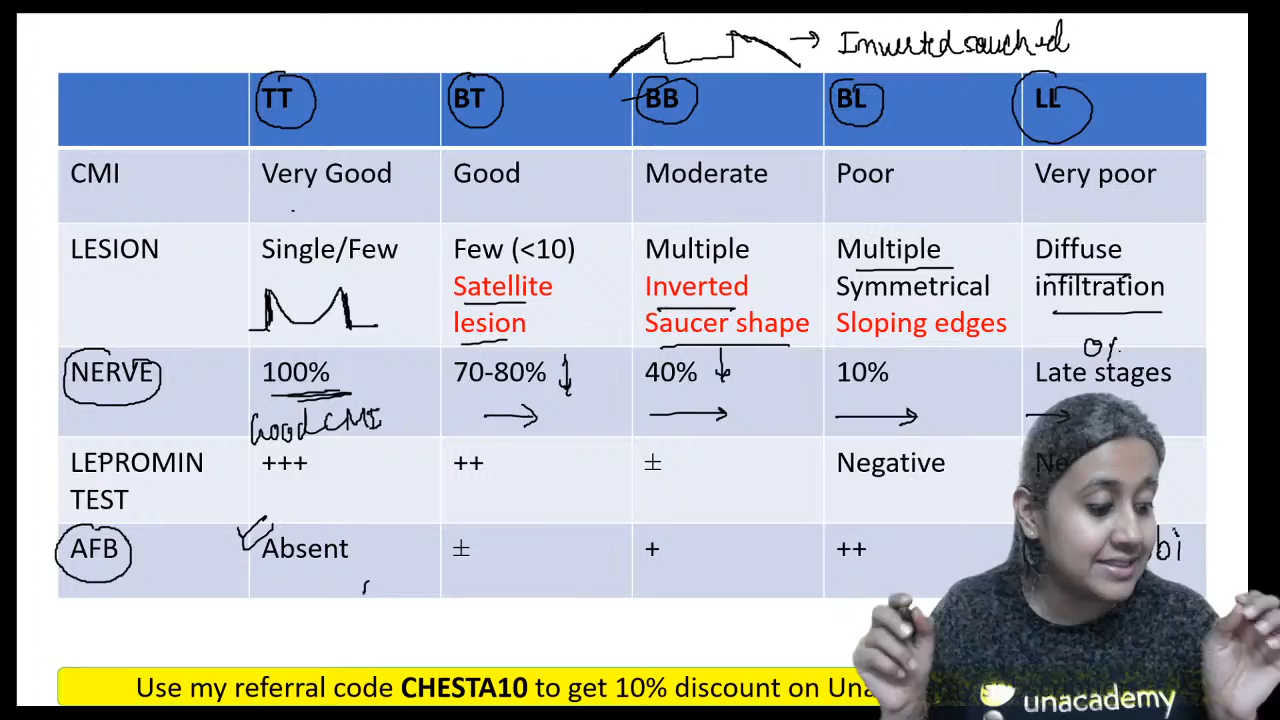 Inverted
TT BT BB BL LL
CMI Very Good Good Moderate Poor Very poor
LESION Single/Few Few (<10) Multiple Multiple Diffuse
Satellite Inverted Symmetrical infiltration
lesion Saucer shape Sloping edges
0%
NERVE 100% 70-80% 40% 10% Late stages
Good CMI
LEPROMIN +++ ++ ± Negative Ne
TEST
AFB Absent ± + ++ bi
Use my referral code CHESTA10 to get 10% discount on Una
unacademy